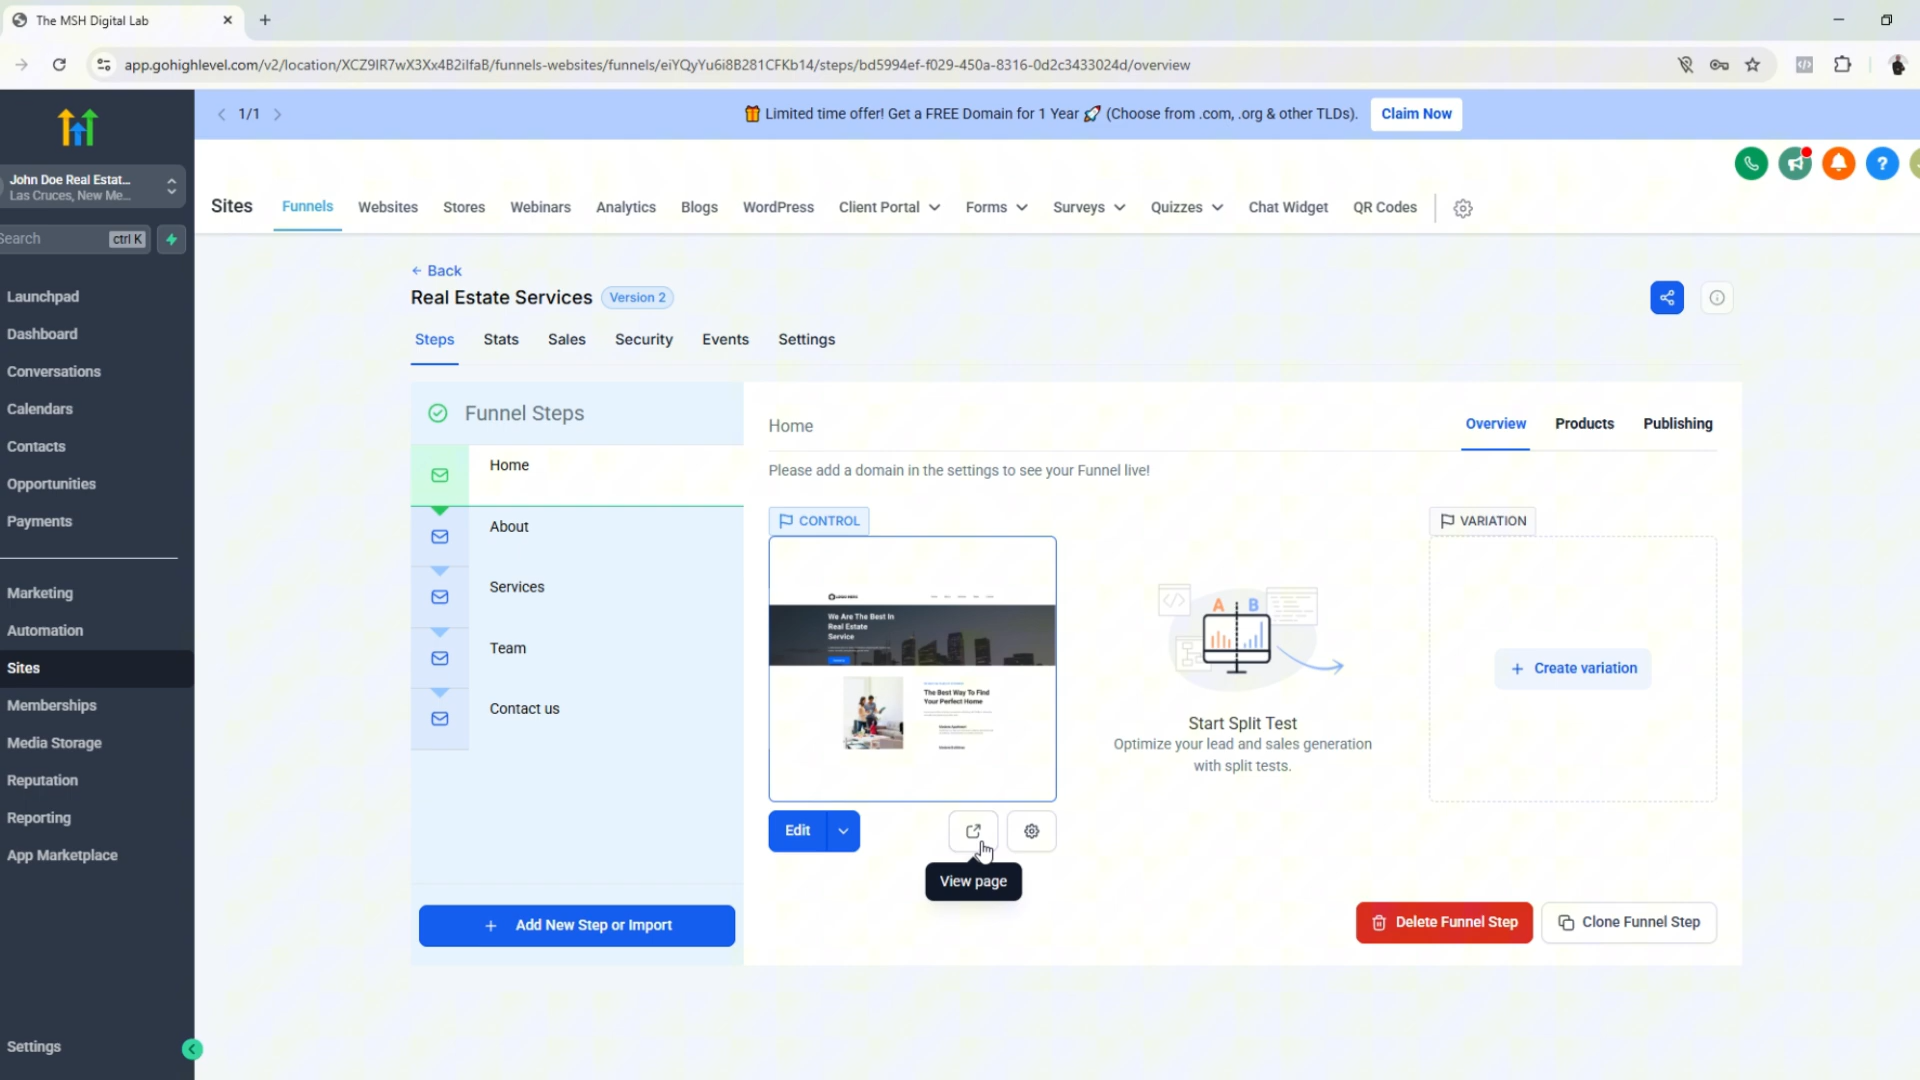 The MSH Digital Lab
app.gohighlevel.com/v2/location/XCZ9IR7wX3Xx4B2ilfaB/funnels-websites/funnels/eiYQyYu6i8B281CFKb14/steps/bd5994ef-f029-450a-8316-0d2c3433024d/overview
1/1
Limited time offer! Get a FREE Domain for 1 Year (Choose from .com, .org & other TLDs).
Claim Now
John Doe Real Estat...
Las Cruces, New Me...
Search
ctrl K
Sites
Funnels
Websites
Stores
Webinars
Analytics
Blogs
WordPress
Client Portal
Forms
Surveys
Quizzes
Chat Widget
QR Codes
Launchpad
Dashboard
Conversations
Calendars
Contacts
Opportunities
Payments
Marketing
Automation
Sites
Memberships
Media Storage
Reputation
Reporting
App Marketplace
Settings
Back
Real Estate Services
Version 2
Steps
Stats
Sales
Security
Events
Settings
Funnel Steps
Home
About
Services
Team
Contact us
Add New Step or Import
Home
Overview
Products
Publishing
Please add a domain in the settings to see your Funnel live!
CONTROL
We Are The Best In
Real Estate
Service
The Best Way To Find
Your Perfect Home
Edit
View page
A
B
Start Split Test
Optimize your lead and sales generation
with split tests.
VARIATION
Create variation
Delete Funnel Step
Clone Funnel Step